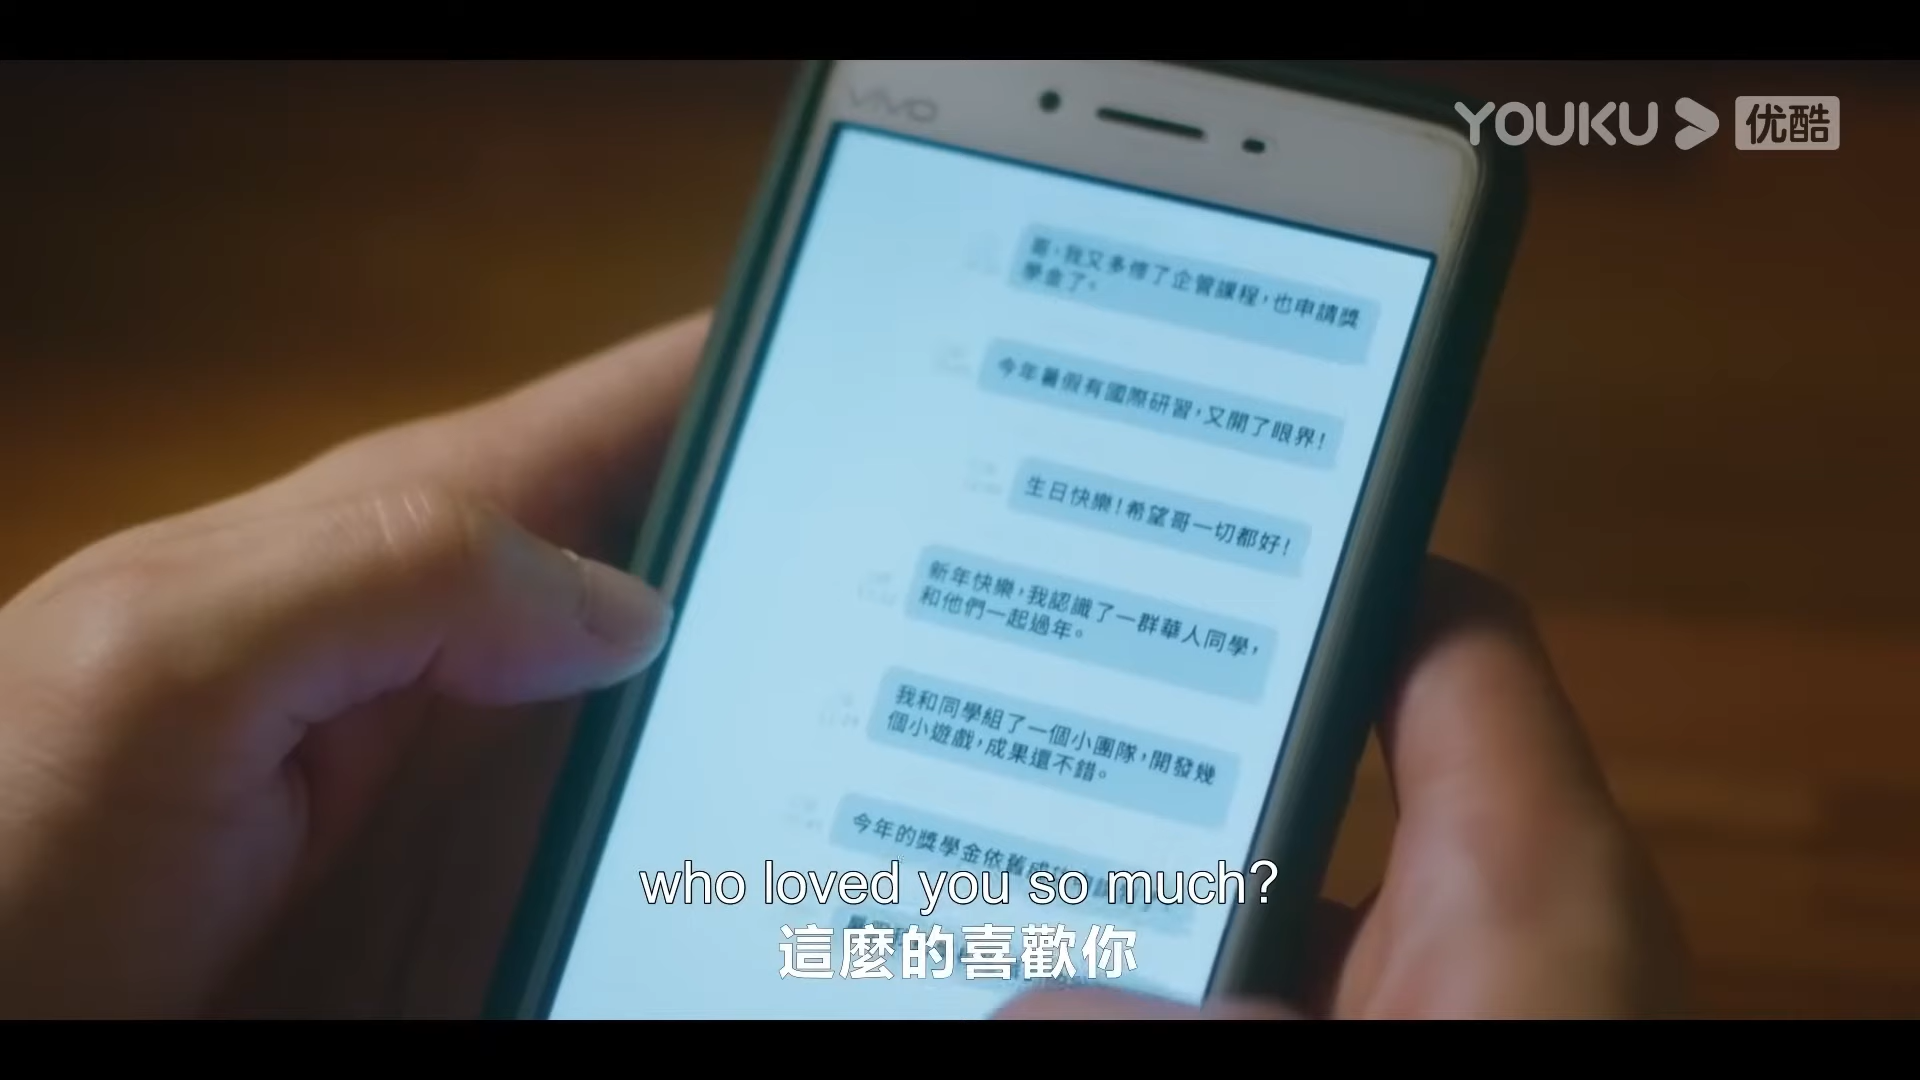 vivo
YOUKU 优酷
哥，我又多修了企管課程，也申請獎
學金了。
今年暑假有國際研習，又開了眼界！
生日快樂！希望哥一切都好！
新年快樂，我認識了一群華人同學，
和他們一起過年。
我和同學組了一個小團隊，開發幾
個小遊戲，成果還不錯。
今年的獎學金依舊
who loved you so much?
這麼的喜歡你